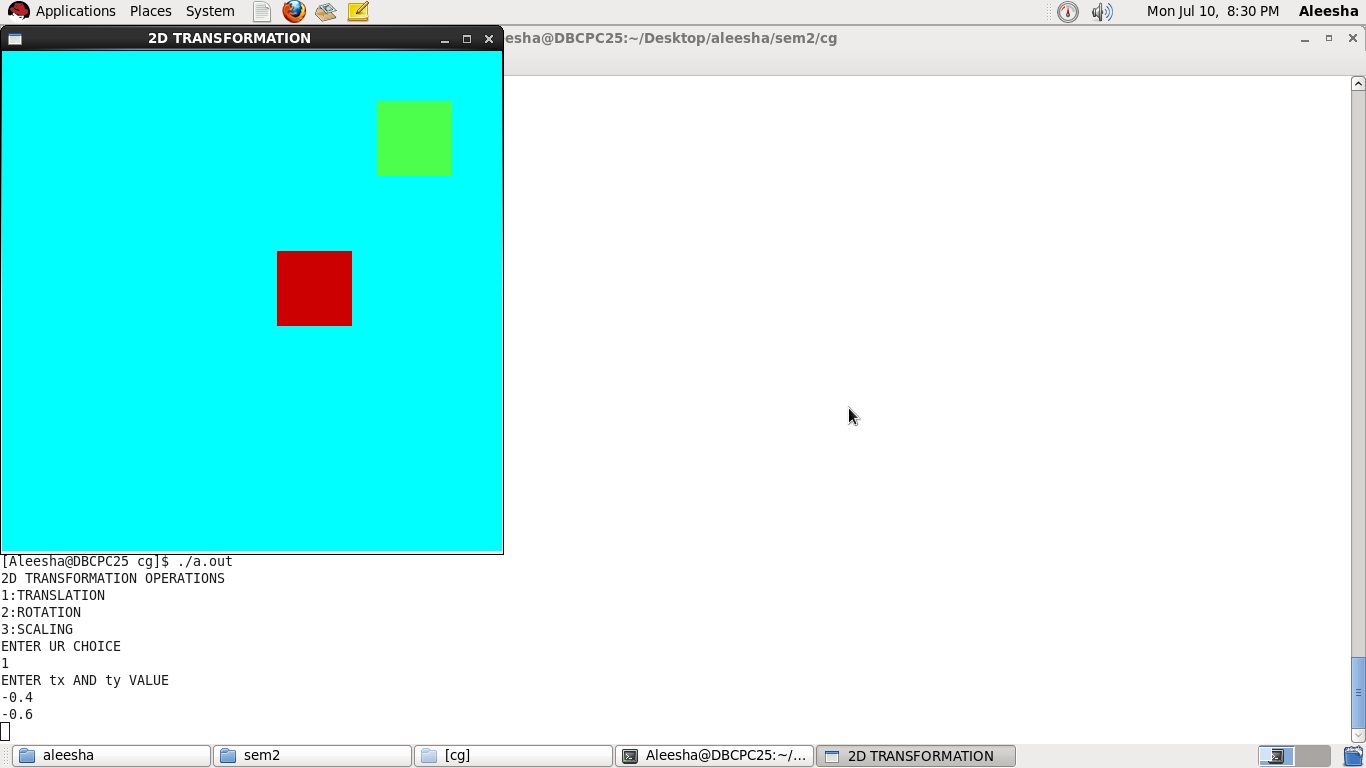 Applications Places System Mon Jul 10, 8:30 PM Aleesha
2D TRANSFORMATION
esha@DBCPC25:~/Desktop/aleesha/sem2/cg
[Aleesha@DBCPC25 cg]$ ./a.out
2D TRANSFORMATION OPERATIONS
1:TRANSLATION
2:ROTATION
3:SCALING
ENTER UR CHOICE
1
ENTER tx AND ty VALUE
-0.4
-0.6
aleesha sem2 [cg] Aleesha@DBCPC25:~/... 2D TRANSFORMATION